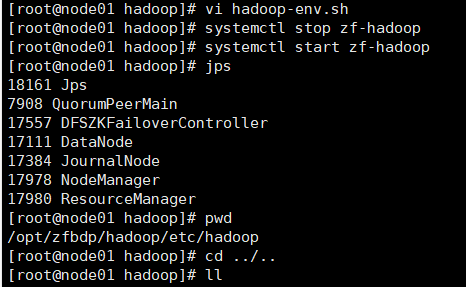 [root@node01 hadoop]# vi hadoop-env.sh
[root@node01 hadoop]# systemctl stop zf-hadoop
[root@node01 hadoop]# systemctl start zf-hadoop
[root@node01 hadoop]# jps
18161 Jps
7908 QuorumPeerMain
17557 DFSZKFailoverController
17111 DataNode
17384 JournalNode
17978 NodeManager
17980 ResourceManager
[root@node01 hadoop]# pwd
/opt/zfbdp/hadoop/etc/hadoop
[root@node01 hadoop]# cd ../..
[root@node01 hadoop]# ll